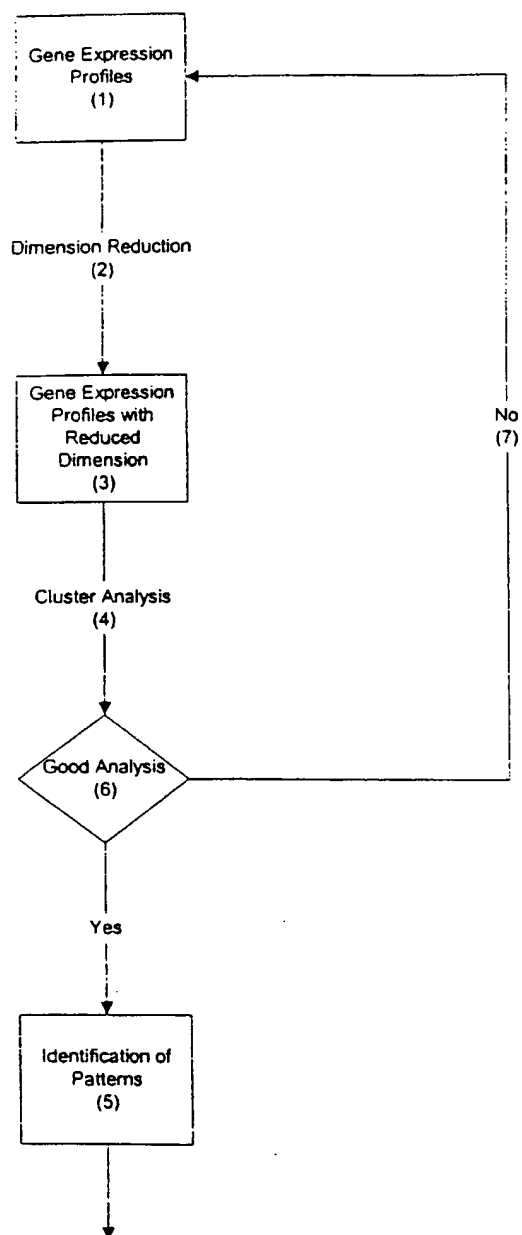 Gene Expression
Profiles
(1)
Dimension Reduction
(2)
Gene Expression
Profiles with
Reduced
Dimension
(3)
No
(7)
Cluster Analysis
(4)
Good Analysis
(6)
Yes
Identification of
Patterns
(5)